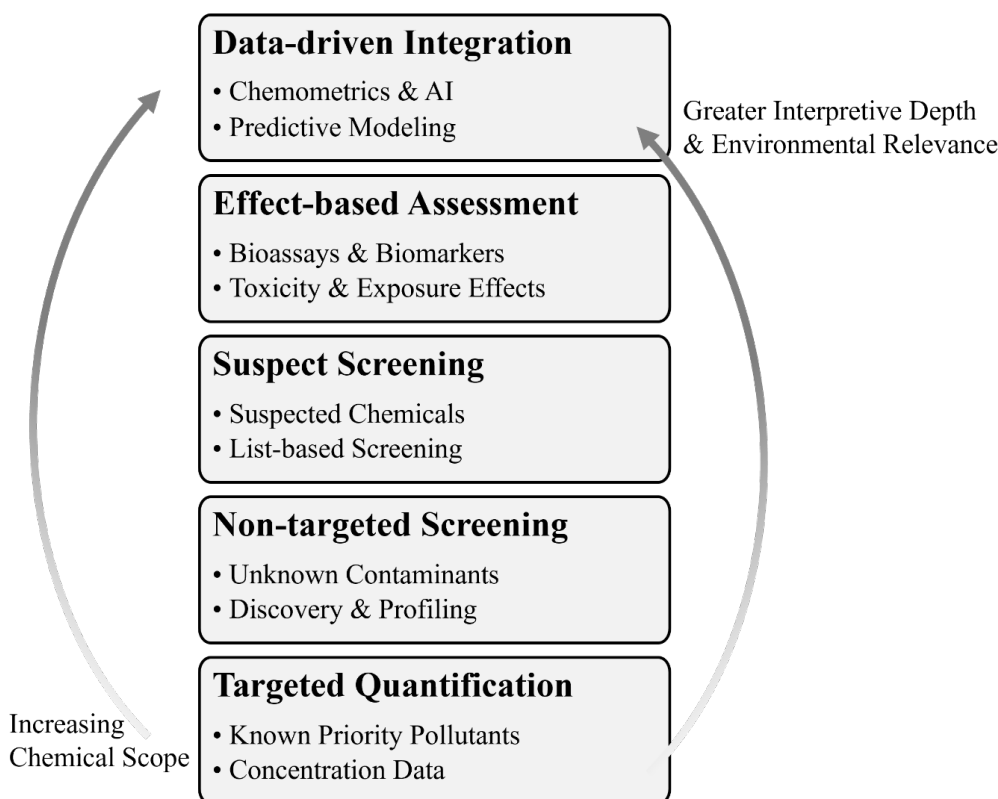 Data-driven Integration
• Chemometrics & AI
• Predictive Modeling
Greater Interpretive Depth
& Environmental Relevance
Effect-based Assessment
• Bioassays & Biomarkers
• Toxicity & Exposure Effects
Suspect Screening
• Suspected Chemicals
• List-based Screening
Non-targeted Screening
• Unknown Contaminants
• Discovery & Profiling
Targeted Quantification
• Known Priority Pollutants
• Concentration Data
Increasing
Chemical Scope